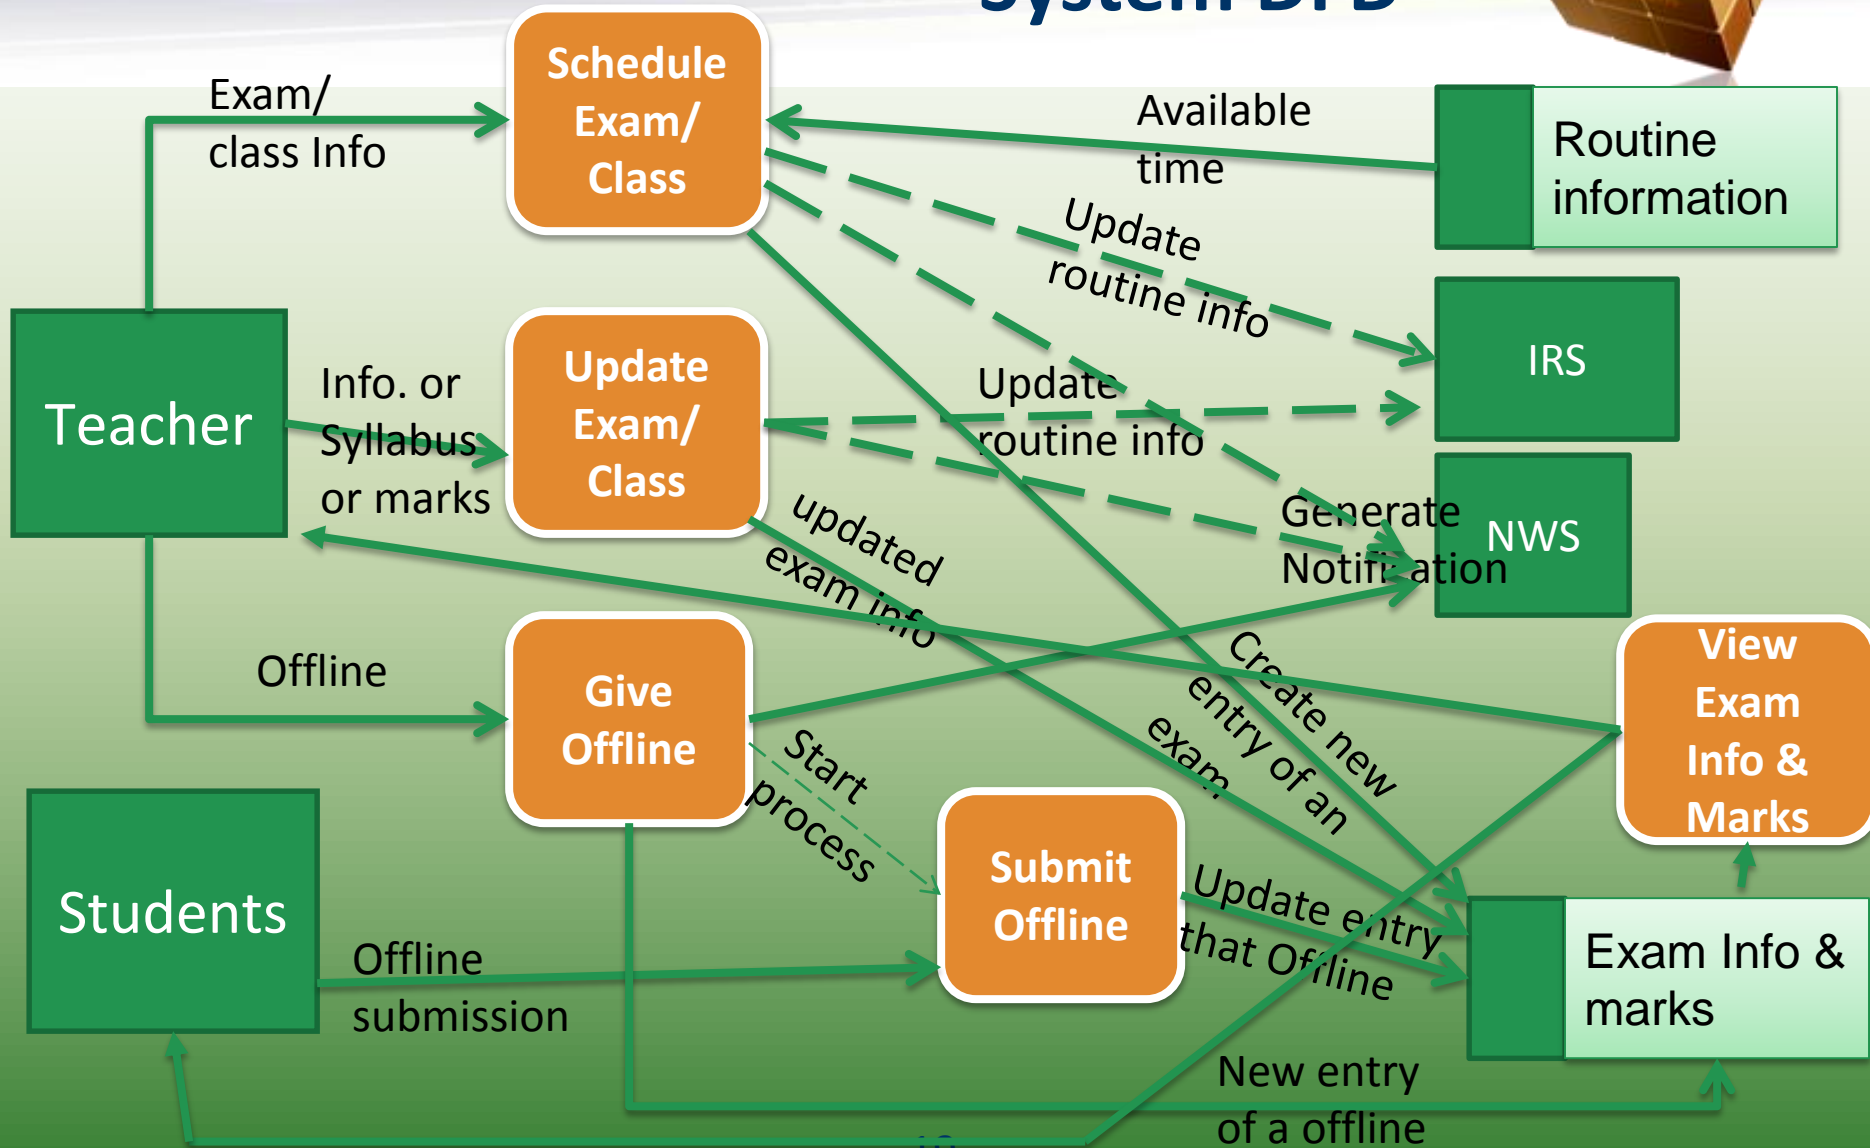 System DFD
Exam/
class Info
Schedule
Exam/
Class
Available
time
Routine
information
Update
routine info
IRS
Teacher
Info. or
Syllabus
or marks
Update
Exam/
Class
Update
routine info
updated
exam info
Generate
Notification
NWS
Offline
Give
Offline
Start
process
Create new
entry of an
exam
View
Exam
Info &
Marks
Students
Offline
submission
Submit
Offline
Update entry
that Offline
Exam Info &
marks
New entry
of a offline